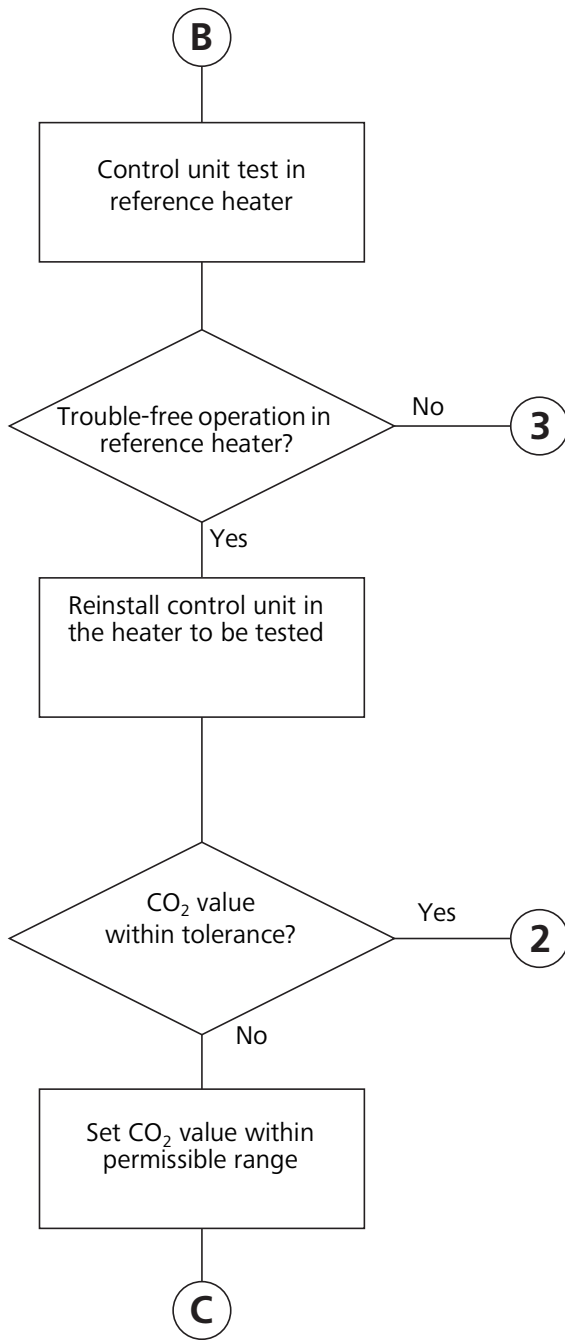 B
Control unit test in
reference heater
Trouble-free operation in
reference heater?
No
3
Yes
Reinstall control unit in
the heater to be tested
CO₂ value
within tolerance?
Yes
2
No
Set CO₂ value within
permissible range
C